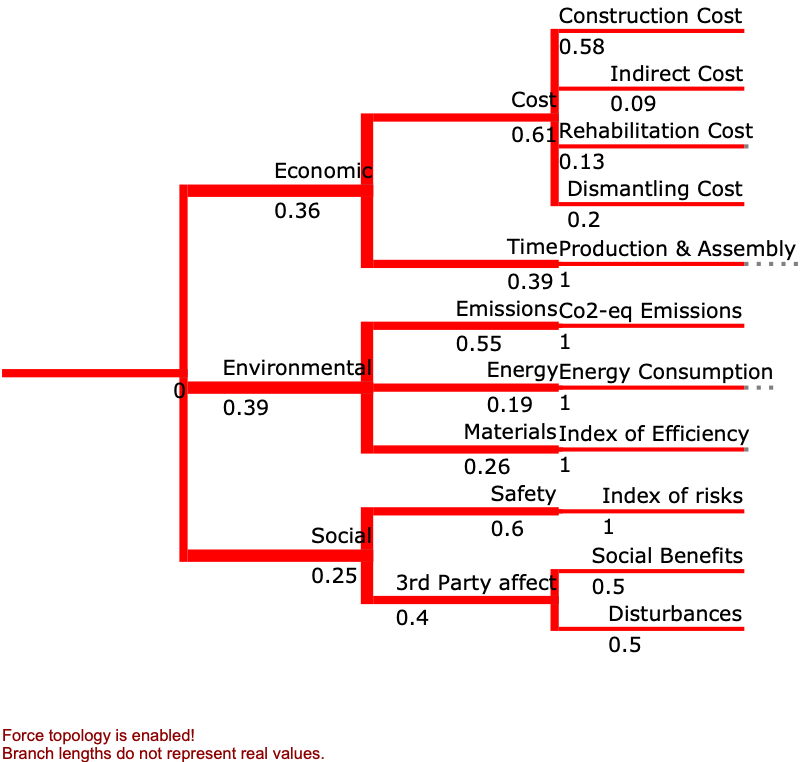 Construction Cost
0.58
Indirect Cost
0.09
Cost
0.61
Rehabilitation Cost
0.13
Dismantling Cost
0.2
Economic
0.36
Time
0.39
Production & Assembly
1
Emissions
0.55
Co2-eq Emissions
1
Environmental
0.39
0
Energy
0.19
Energy Consumption
1
Materials
0.26
Index of Efficiency
1
Safety
0.6
Index of risks
1
Social
0.25
3rd Party affect
0.4
Social Benefits
0.5
Disturbances
0.5
Force topology is enabled!
Branch lengths do not represent real values.